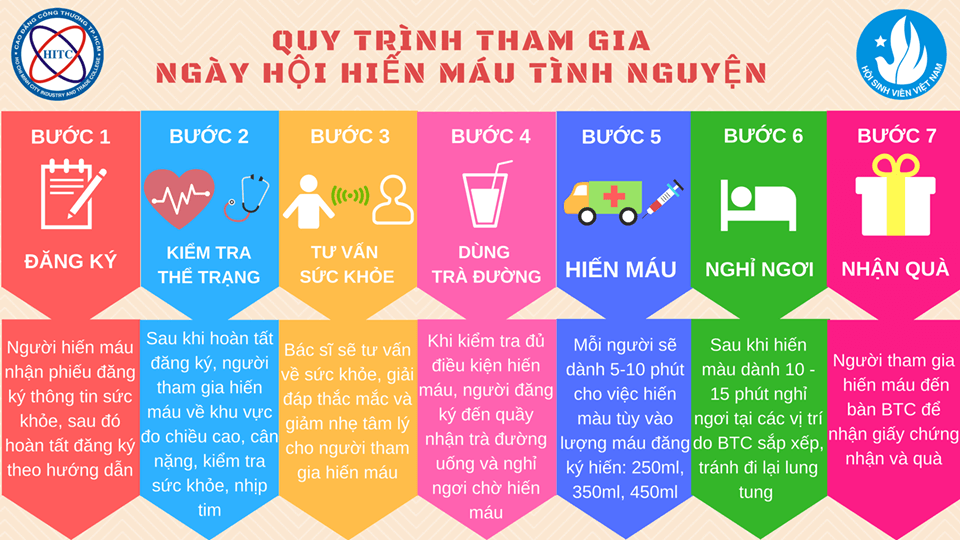 CAO ĐẲNG CÔNG THƯƠNG TP.HCM
HITC
HO CHI MINH CITY INDUSTRY AND TRADE COLLEGE
QUY TRÌNH THAM GIA
NGÀY HỘI HIẾN MÁU TÌNH NGUYỆN
HỘI SINH VIÊN VIỆT NAM
BƯỚC 1
ĐĂNG KÝ
Người hiến máu
nhận phiếu đăng
ký thông tin sức
khỏe, sau đó
hoàn tất đăng ký
theo hướng dẫn
BƯỚC 2
KIỂM TRA
THỂ TRẠNG
Sau khi hoàn tất
đăng ký, người
tham gia hiến
máu về khu vực
đo chiều cao, cân
nặng, kiểm tra
sức khỏe, nhịp
tim
BƯỚC 3
TƯ VẤN
SỨC KHỎE
Bác sĩ sẽ tư vấn
về sức khỏe, giải
đáp thắc mắc và
giảm nhẹ tâm lý
cho người tham
gia hiến máu
BƯỚC 4
DÙNG
TRÀ ĐƯỜNG
Khi kiểm tra đủ
điều kiện hiến
máu, người đăng
ký đến quầy
nhận trà đường
uống và nghỉ
ngơi chờ hiến
máu
BƯỚC 5
HIẾN MÁU
Mỗi người sẽ
dành 5-10 phút
cho việc hiến
màu tùy vào
lượng máu đăng
ký hiến: 250ml,
350ml, 450ml
BƯỚC 6
NGHỈ NGƠI
Sau khi hiến
màu dành 10 -
15 phút nghỉ
ngơi tại các vị trí
do BTC sắp xếp,
tránh đi lại lung
tung
BƯỚC 7
NHẬN QUÀ
Người tham gia
hiến máu đến
bàn BTC để
nhận giấy chứng
nhận và quà